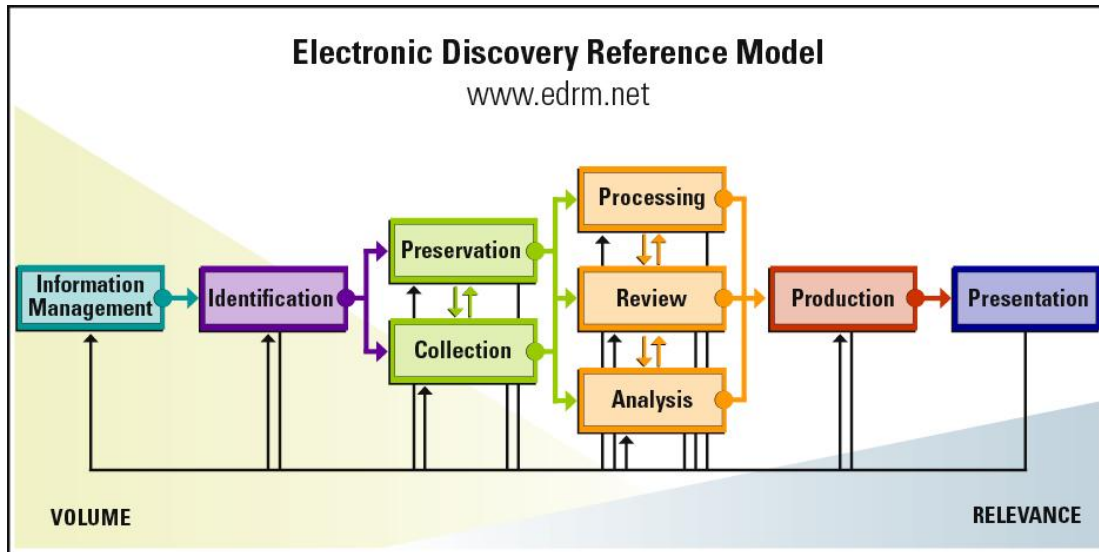 Electronic Discovery Reference Model
www.edrm.net
Information
Management
Identification
Preservation
Collection
Processing
Review
Analysis
Production
Presentation
VOLUME
RELEVANCE